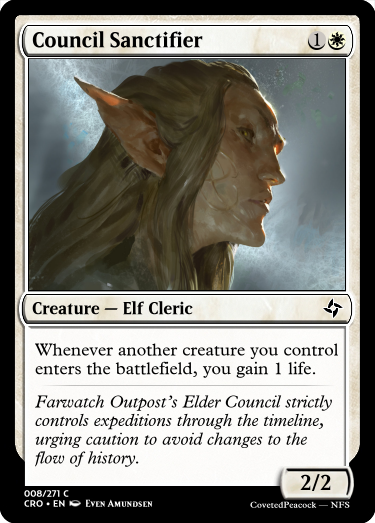 Council Sanctifier 1
Creature — Elf Cleric
Whenever another creature you control
enters the battlefield, you gain 1 life.
Farwatch Outpost's Elder Council strictly
controls expeditions through the timeline,
urging caution to avoid changes to the
flow of history.
2/2
008/271 C
CRO • EN Even Amundsen
CovetedPeacock — NFS